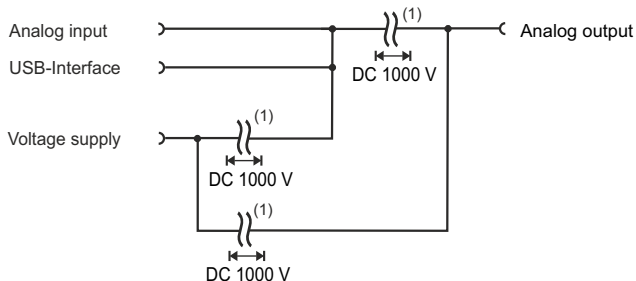 (1)
Analog input
Analog output
USB-Interface
DC 1000 V
(1)
Voltage supply
DC 1000 V
(1)
DC 1000 V